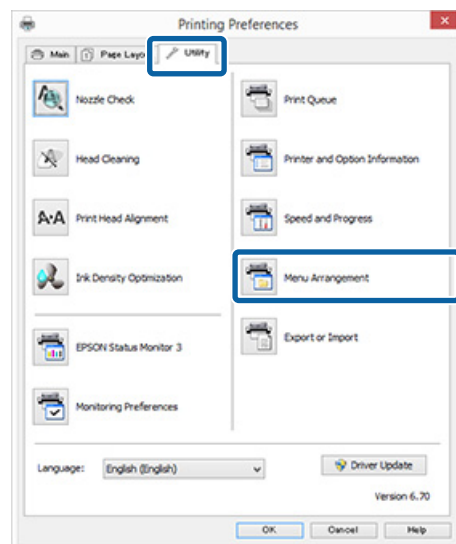 Printing Preferences
Main
Page Layo
Utility
Nozzle Check
Print Queue
Head Cleaning
Printer and Option Information
A·A
Print Head Alignment
Speed and Progress
Ink Density Optimization
Menu Arrangement
EPSON Status Monitor 3
Export or Import
Monitoring Preferences
Language:
English (English)
Driver Update
Version 6.70
OK
Cancel
Help